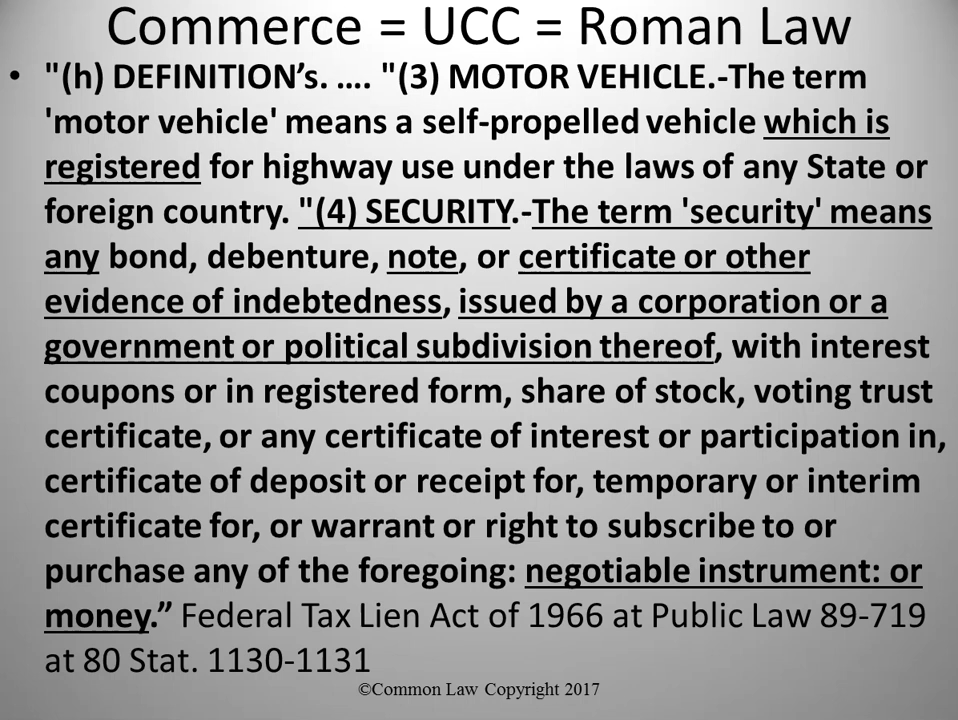 Commerce = UCC = Roman Law
• "(h) DEFINITION’s. …. "(3) MOTOR VEHICLE.-The term
'motor vehicle' means a self-propelled vehicle which is
registered for highway use under the laws of any State or
foreign country. "(4) SECURITY.-The term 'security' means
any bond, debenture, note, or certificate or other
evidence of indebtedness, issued by a corporation or a
government or political subdivision thereof, with interest
coupons or in registered form, share of stock, voting trust
certificate, or any certificate of interest or participation in,
certificate of deposit or receipt for, temporary or interim
certificate for, or warrant or right to subscribe to or
purchase any of the foregoing: negotiable instrument: or
money.” Federal Tax Lien Act of 1966 at Public Law 89-719
at 80 Stat. 1130-1131
©Common Law Copyright 2017